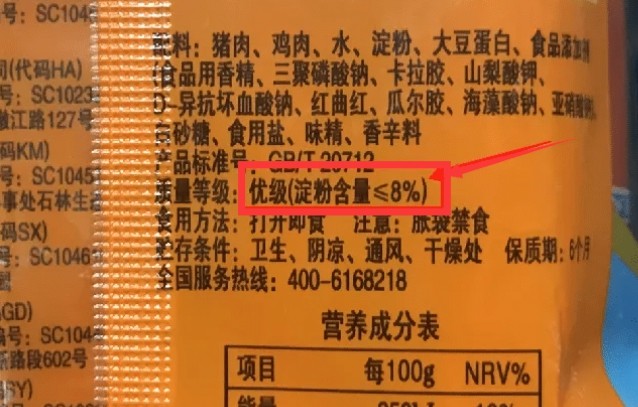 号：SC104
司(代码HA)
号：SC1023
敝江路127号
码KM)
号：SC1045
事处石林生
码SX)
号：SC1046
GD)
编号：SC104
新路段602号
SY)
配料：猪肉、鸡肉、水、淀粉、大豆蛋白、食品添加剂
(食品用香精、三聚磷酸钠、卡拉胶、山梨酸钾、
D-异抗坏血酸钠、红曲红、瓜尔胶、海藻酸钠、亚硝酸钠)、
白砂糖、食用盐、味精、香辛料
产品标准号：GB/T 20712
质量等级：优级(淀粉含量≤8%)
食用方法：打开即食 注意：胀袋禁食
贮存条件：卫生、阴凉、通风、干燥处 保质期：6个月
全国服务热线：400-6168218
营养成分表
项目 每100g NRV%
能量